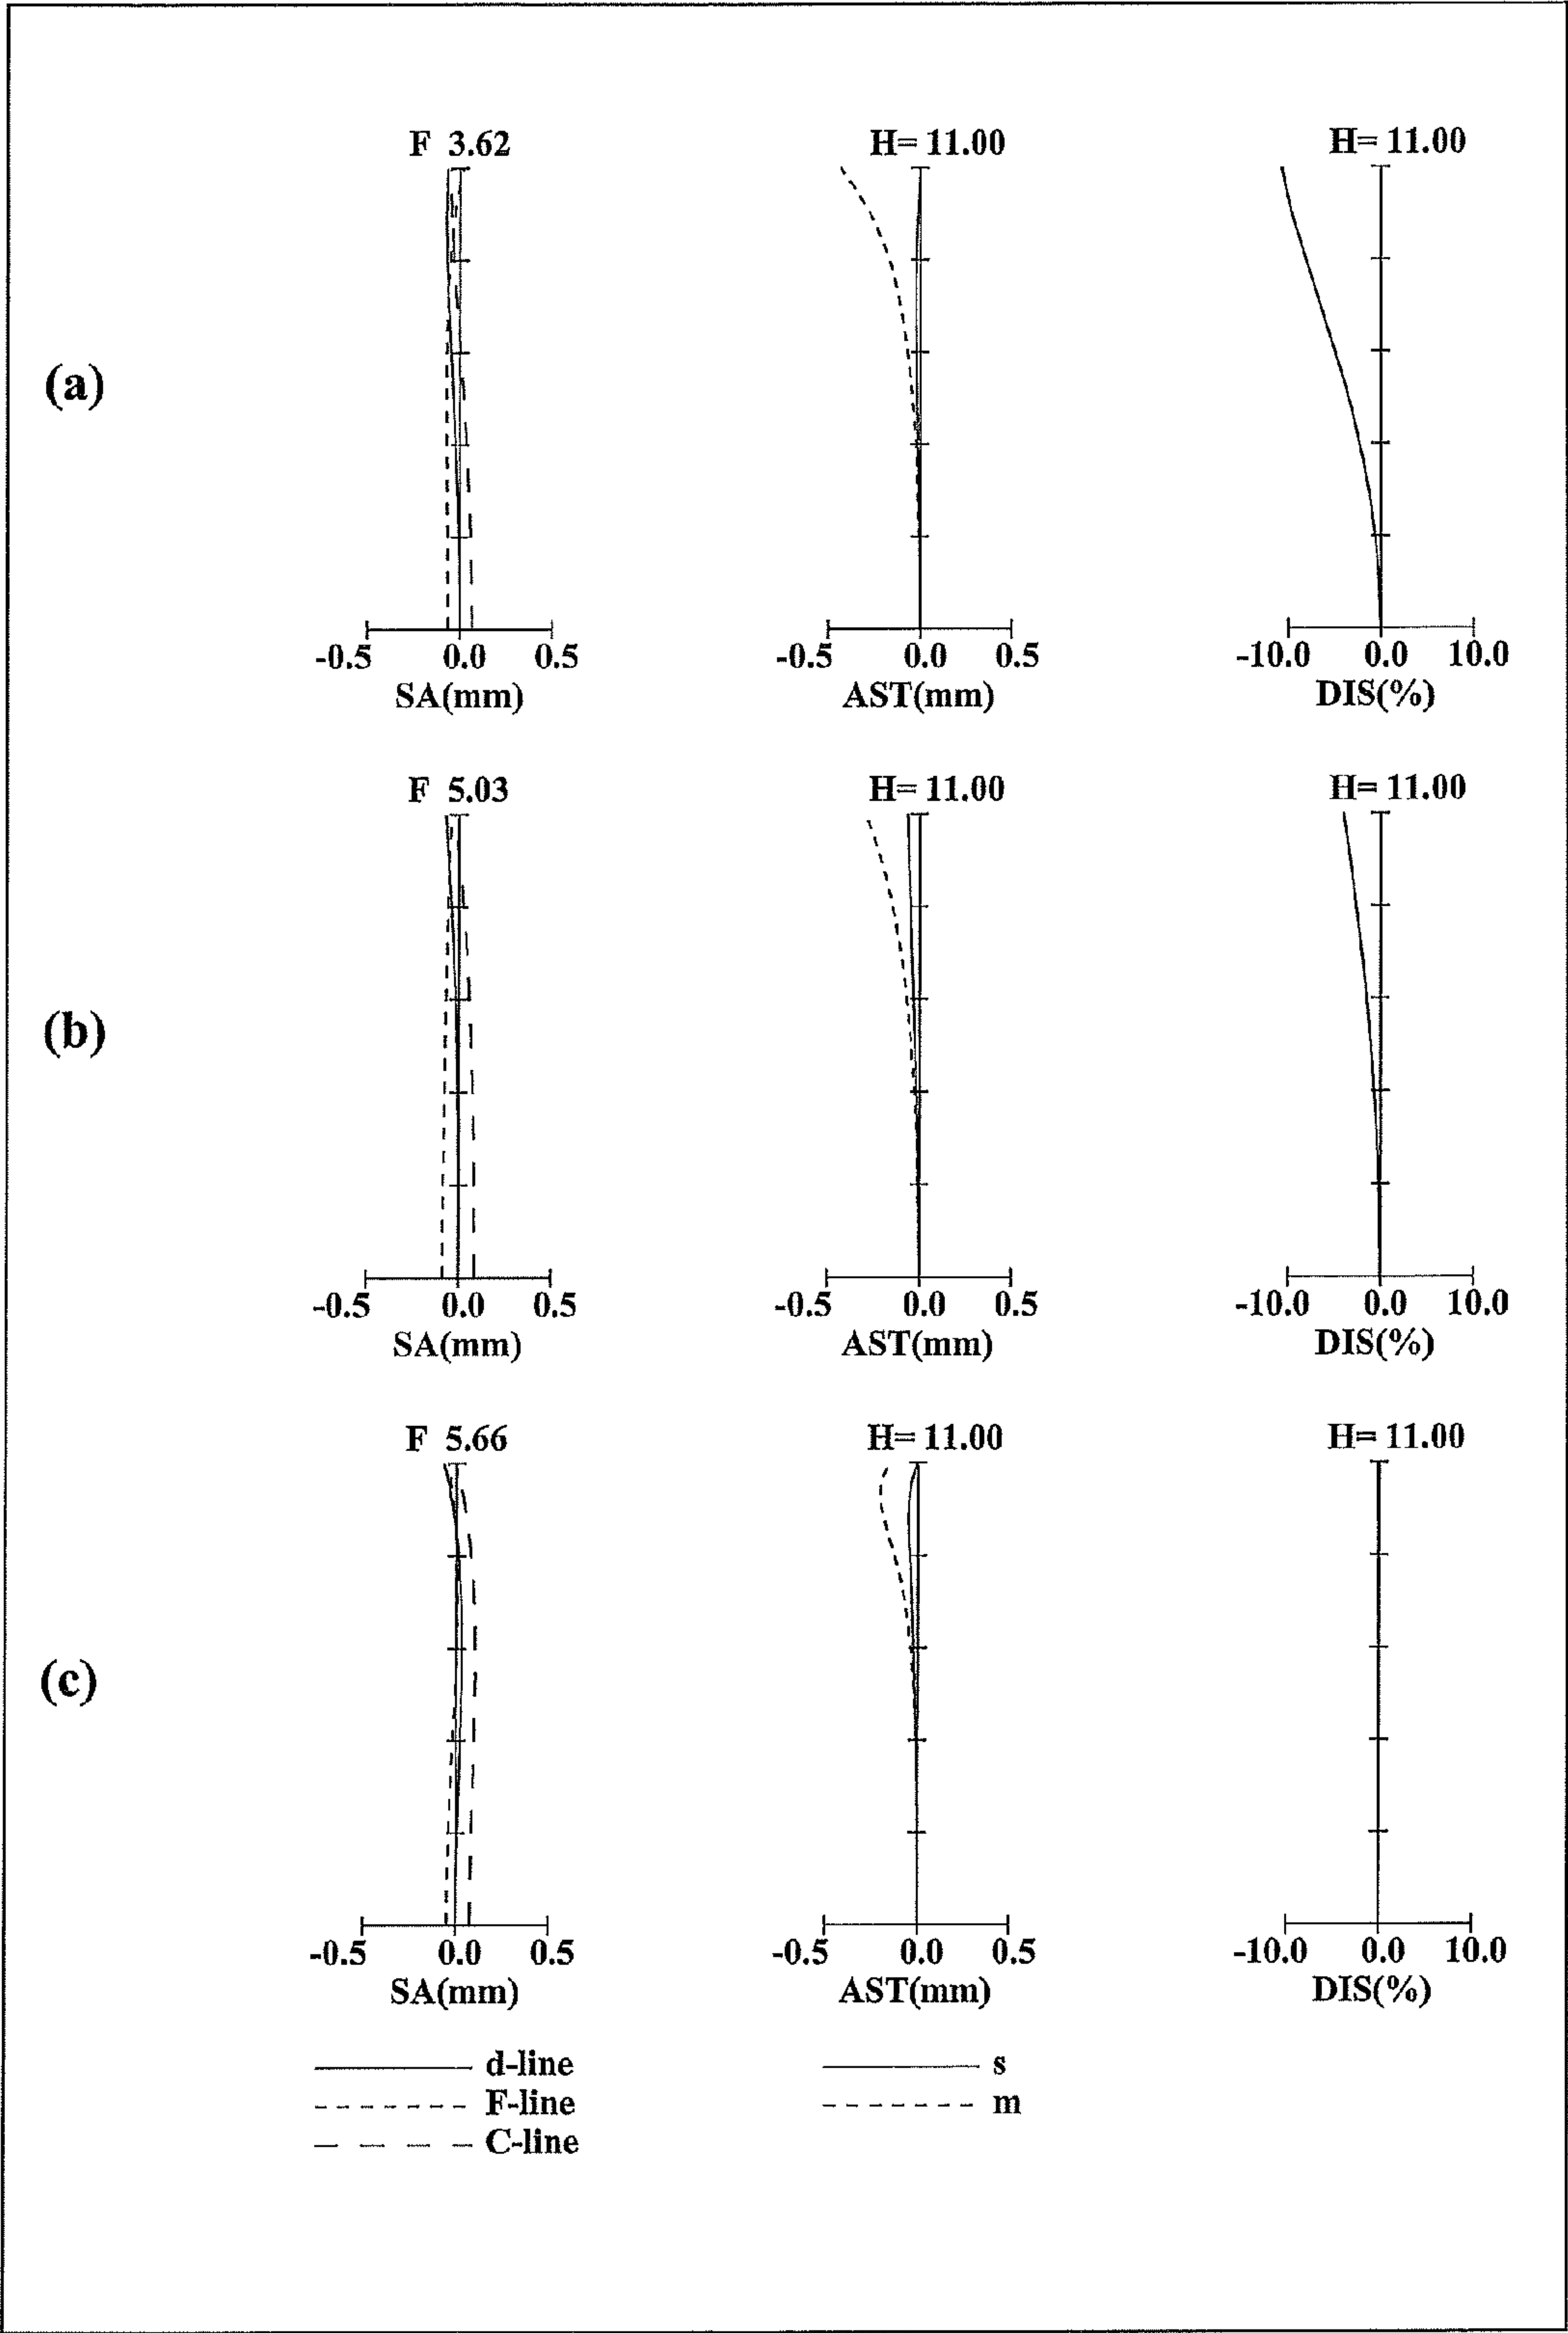 F 3.62 H= 11.00 H= 11.00
(a)
-0.5 0.0 0.5 -0.5 0.0 0.5 -10.0 0.0 10.0
SA(mm) AST(mm) DIS(%)
F 5.03 H= 11.00 H= 11.00
(b)
-0.5 0.0 0.5 -0.5 0.0 0.5 -10.0 0.0 10.0
SA(mm) AST(mm) DIS(%)
F 5.66 H= 11.00 H= 11.00
(c)
-0.5 0.0 0.5 -0.5 0.0 0.5 -10.0 0.0 10.0
SA(mm) AST(mm) DIS(%)
d-line s
F-line m
C-line